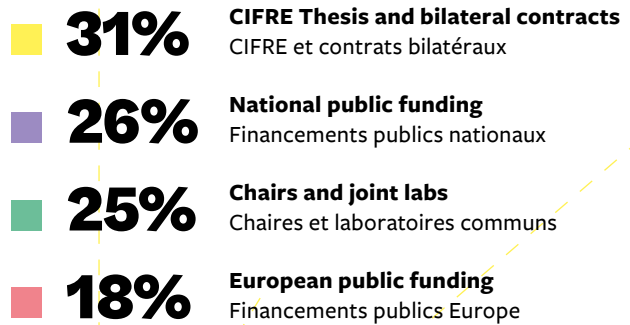 31%
CIFRE Thesis and bilateral contracts
CIFRE et contrats bilatéraux
26%
National public funding
Financements publics nationaux
25%
Chairs and joint labs
Chaires et laboratoires communs
18%
European public funding
Financements publics Europe